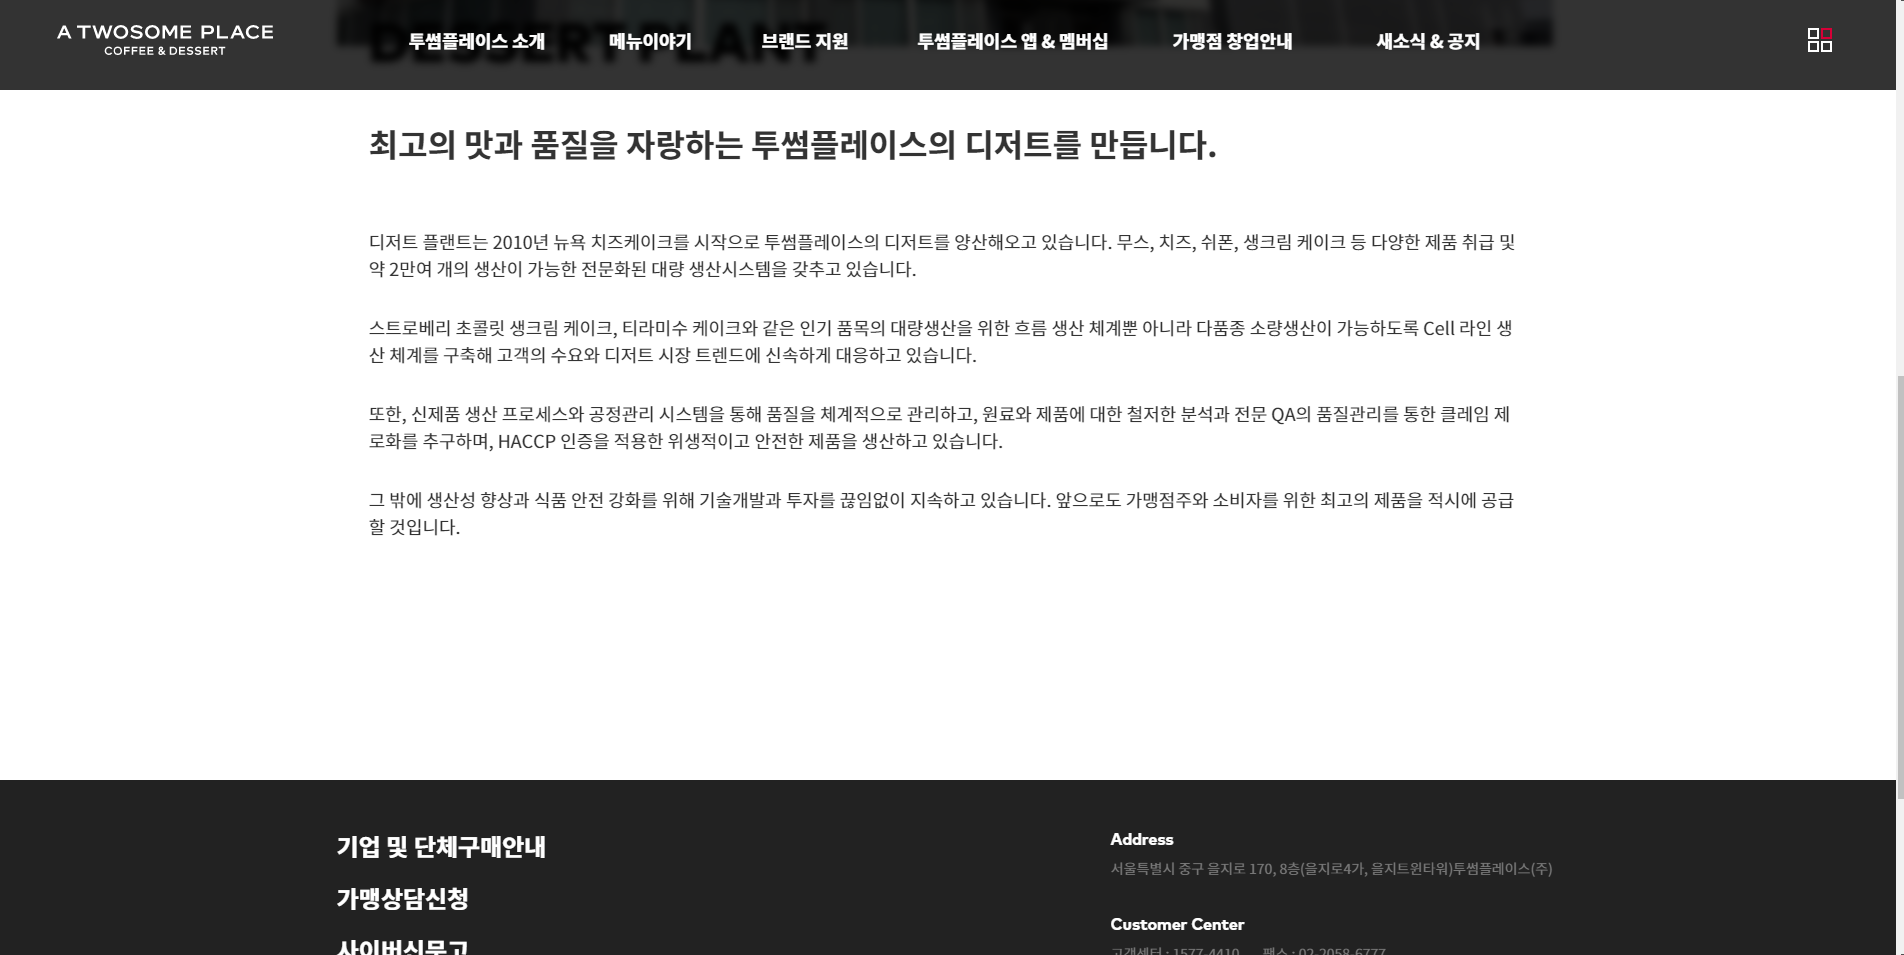 A TWOSOME PLACE
COFFEE & DESSERT
투썸플레이스 소개
메뉴이야기
브랜드 지원
투썸플레이스 앱 & 멤버십
가맹점 창업안내
새소식 & 공지
DESSERT PLANT
최고의 맛과 품질을 자랑하는 투썸플레이스의 디저트를 만듭니다.
디저트 플랜트는 2010년 뉴욕 치즈케이크를 시작으로 투썸플레이스의 디저트를 양산해오고 있습니다. 무스, 치즈, 쉬폰, 생크림 케이크 등 다양한 제품 취급 및
약 2만여 개의 생산이 가능한 전문화된 대량 생산시스템을 갖추고 있습니다.
스트로베리 초콜릿 생크림 케이크, 티라미수 케이크와 같은 인기 품목의 대량생산을 위한 흐름 생산 체계뿐 아니라 다품종 소량생산이 가능하도록 Cell 라인 생
산 체계를 구축해 고객의 수요와 디저트 시장 트렌드에 신속하게 대응하고 있습니다.
또한, 신제품 생산 프로세스와 공정관리 시스템을 통해 품질을 체계적으로 관리하고, 원료와 제품에 대한 철저한 분석과 전문 QA의 품질관리를 통한 클레임 제
로화를 추구하며, HACCP 인증을 적용한 위생적이고 안전한 제품을 생산하고 있습니다.
그 밖에 생산성 향상과 식품 안전 강화를 위해 기술개발과 투자를 끊임없이 지속하고 있습니다. 앞으로도 가맹점주와 소비자를 위한 최고의 제품을 적시에 공급
할 것입니다.
기업 및 단체구매안내
가맹상담신청
사이버신문고
Address
서울특별시 중구 을지로 170, 8층(을지로4가, 을지트윈타워)투썸플레이스(주)
Customer Center
고객센터 : 1577-4410 팩스 : 02-2058-6777